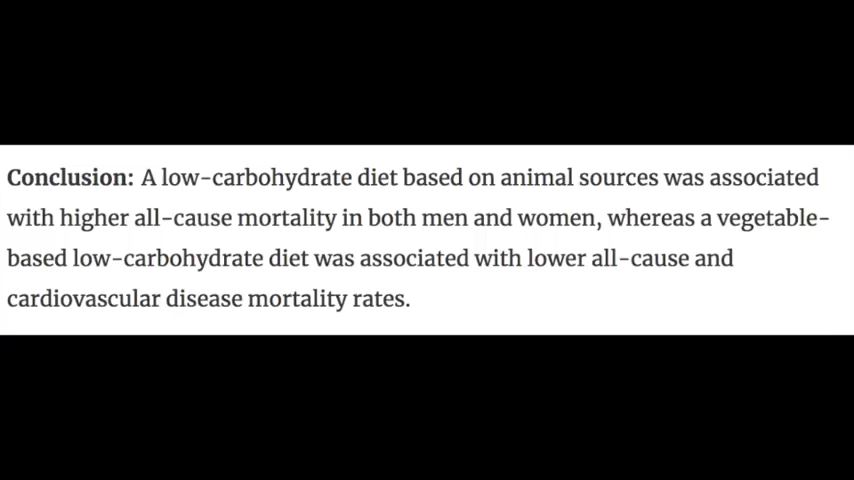 Conclusion: A low-carbohydrate diet based on animal sources was associated
with higher all-cause mortality in both men and women, whereas a vegetable-
based low-carbohydrate diet was associated with lower all-cause and
cardiovascular disease mortality rates.